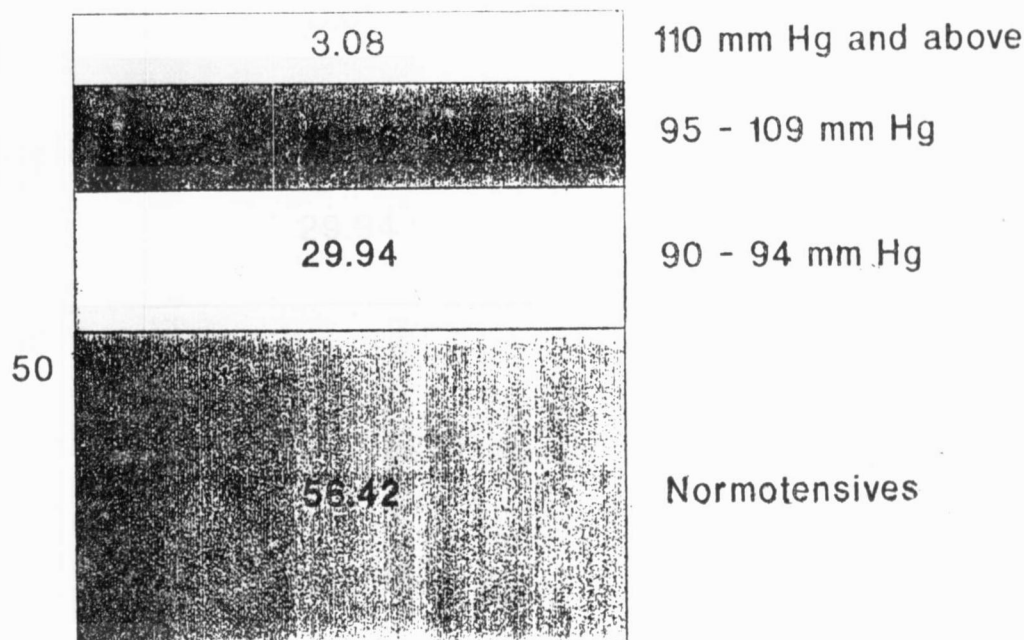 3.08 110 mm Hg and above
95 - 109 mm Hg
29.94 90 - 94 mm Hg
50
56.42 Normotensives